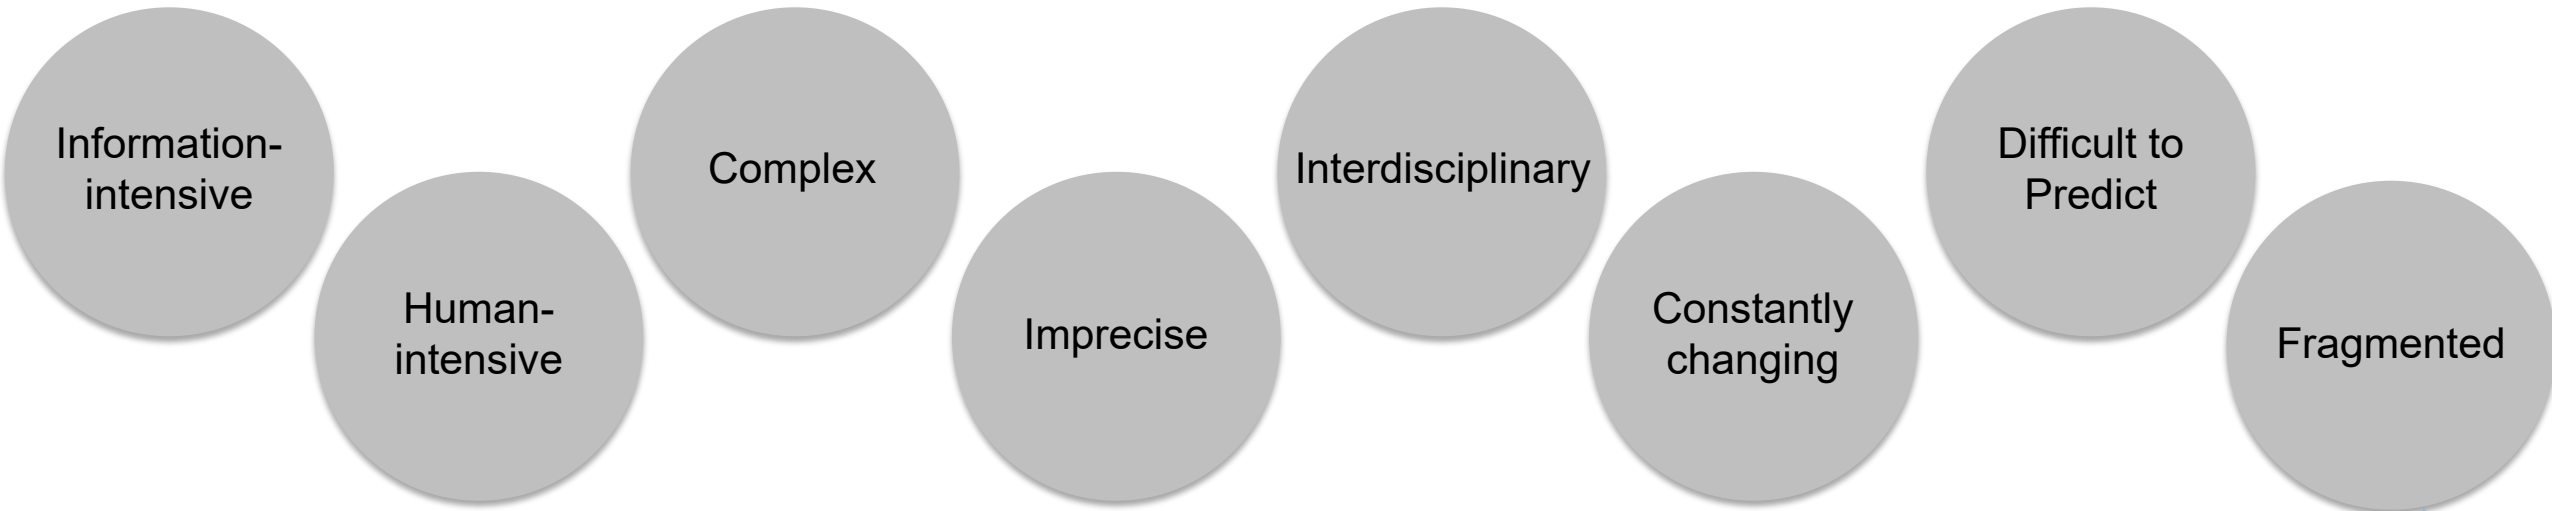 Information-
intensive
Human-
intensive
Complex
Imprecise
Interdisciplinary
Constantly
changing
Difficult to
Predict
Fragmented